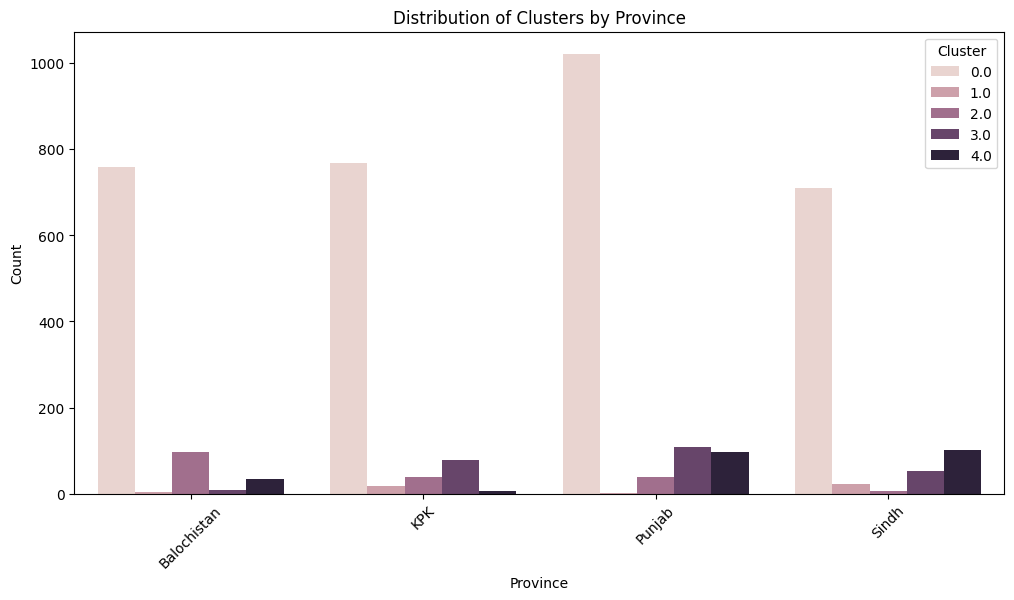 Distribution of Clusters by Province
Cluster
0.0
1.0
2.0
3.0
4.0
Count
1000
800
600
400
200
0
Balochistan
KPK
Punjab
Sindh
Province